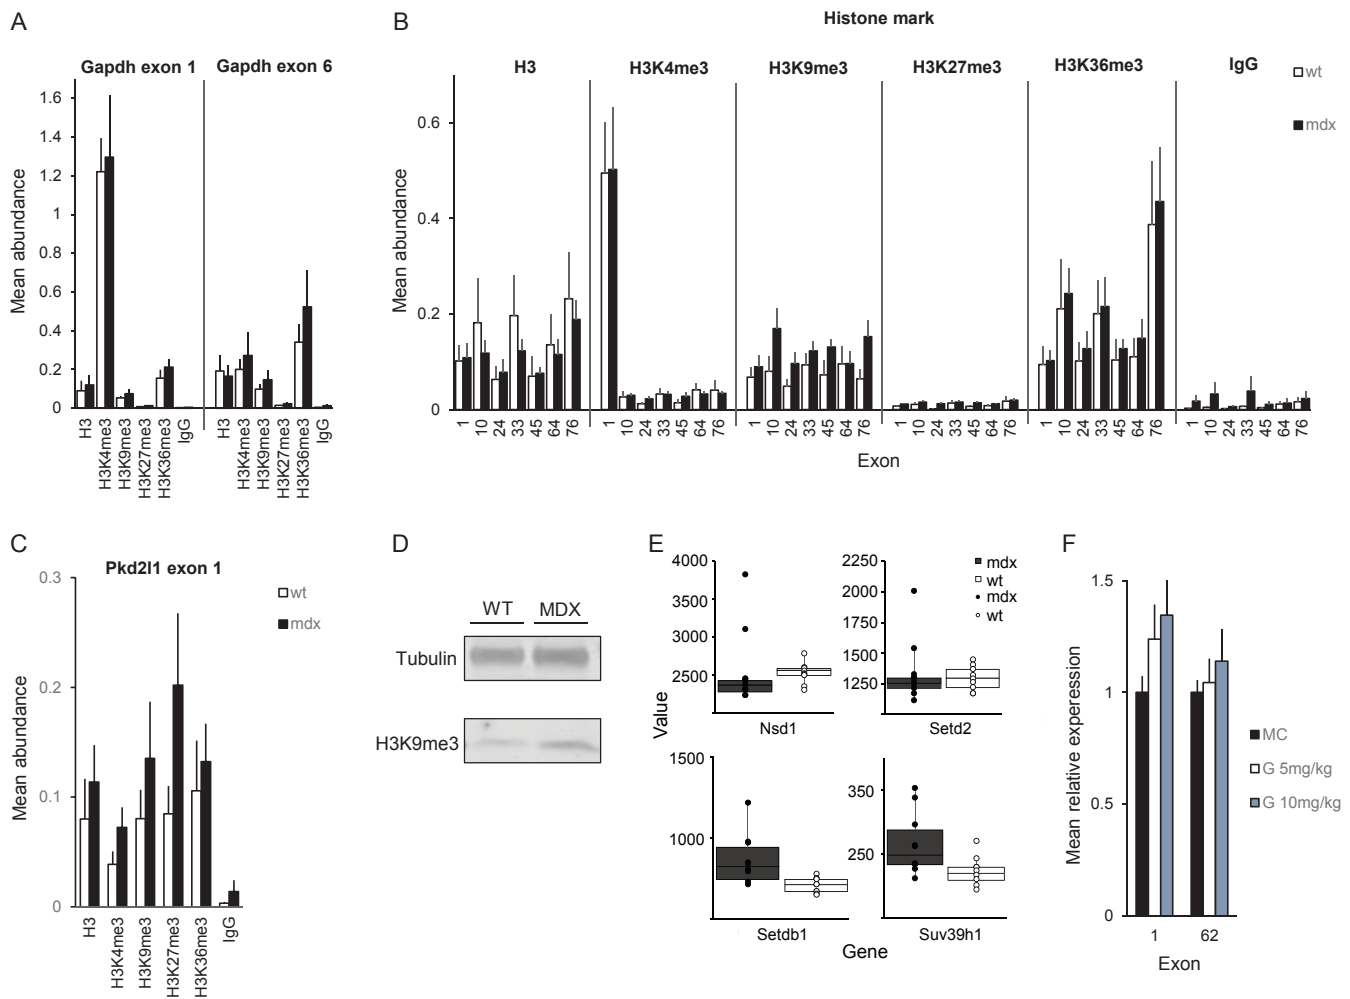 A
Gapdh exon 1
Gapdh exon 6
Mean abundance
1.6
1.4
1.2
1
0.8
0.6
0.4
0.2
0
H3
H3K4me3
H3K9me3
H3K27me3
H3K36me3
IgG
H3
H3K4me3
H3K9me3
H3K27me3
H3K36me3
IgG
B
Histone mark
H3
H3K4me3
H3K9me3
H3K27me3
H3K36me3
IgG
wt
mdx
Mean abundance
0.6
0.4
0.2
0
1 10 24 33 45 64 76
1 10 24 33 45 64 76
1 10 24 33 45 64 76
1 10 24 33 45 64 76
1 10 24 33 45 64 76
1 10 24 33 45 64 76
Exon
C
Pkd2l1 exon 1
Mean abundance
0.3
0.2
0.1
0
wt
mdx
H3
H3K4me3
H3K9me3
H3K27me3
H3K36me3
IgG
D
WT MDX
Tubulin
H3K9me3
E
Value
4000
3500
3000
2500
Nsd1
2250
2000
1750
1500
1250
Setd2
mdx
wt
mdx
wt
1500
1000
Setdb1
350
250
Suv39h1
Gene
F
Mean relative experession
1.5
1
0.5
0
1 62
Exon
MC
G 5mg/kg
G 10mg/kg